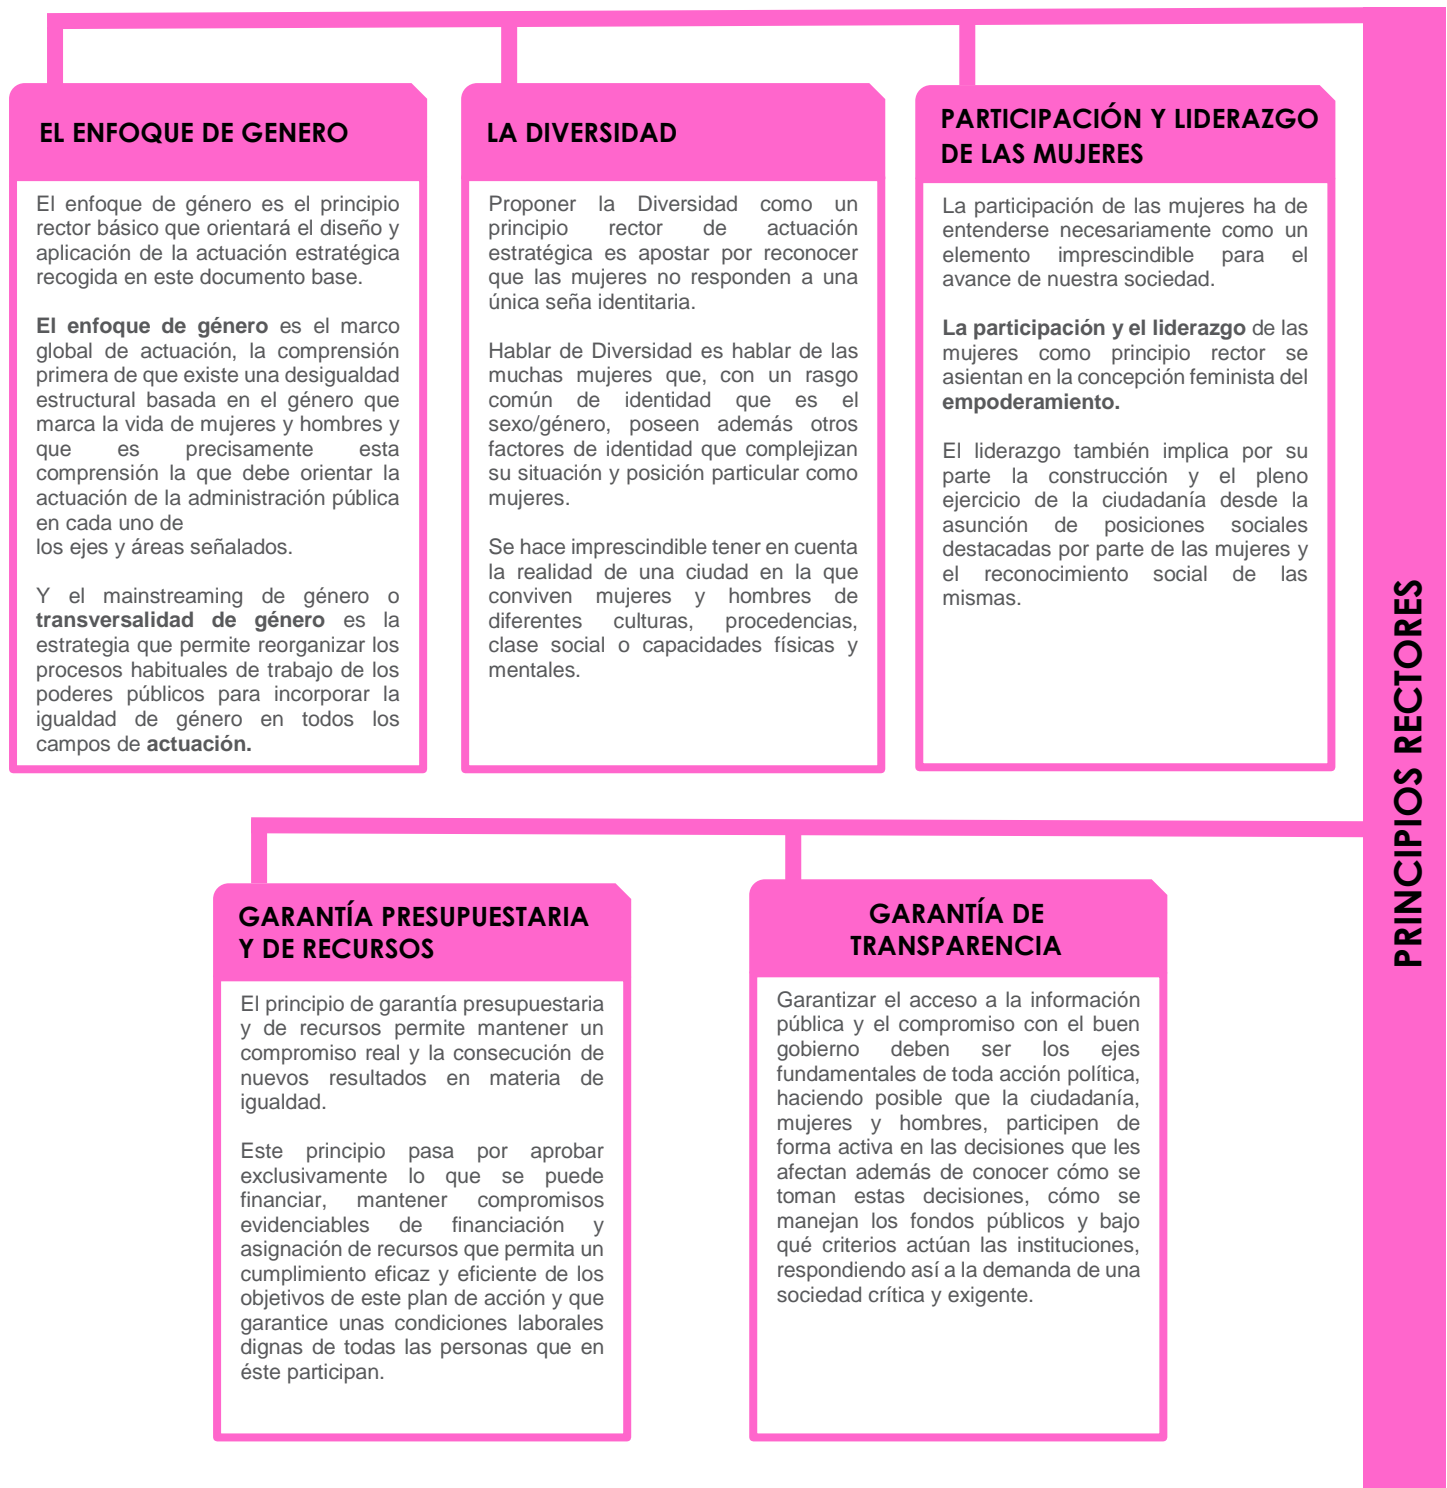 EL ENFOQUE DE GENERO
El enfoque de género es el principio
rector básico que orientará el diseño y
aplicación de la actuación estratégica
recogida en este documento base.
El enfoque de género es el marco
global de actuación, la comprensión
primera de que existe una desigualdad
estructural basada en el género que
marca la vida de mujeres y hombres y
que es precisamente esta
comprensión la que debe orientar la
actuación de la administración pública
en cada uno de
los ejes y áreas señalados.
Y el mainstreaming de género o
transversalidad de género es la
estrategia que permite reorganizar los
procesos habituales de trabajo de los
poderes públicos para incorporar la
igualdad de género en todos los
campos de actuación.
LA DIVERSIDAD
Proponer la Diversidad como un
principio rector de actuación
estratégica es apostar por reconocer
que las mujeres no responden a una
única seña identitaria.
Hablar de Diversidad es hablar de las
muchas mujeres que, con un rasgo
común de identidad que es el
sexo/género, poseen además otros
factores de identidad que complejizan
su situación y posición particular como
mujeres.
Se hace imprescindible tener en cuenta
la realidad de una ciudad en la que
conviven mujeres y hombres de
diferentes culturas, procedencias,
clase social o capacidades físicas y
mentales.
PARTICIPACIÓN Y LIDERAZGO
DE LAS MUJERES
La participación de las mujeres ha de
entenderse necesariamente como un
elemento imprescindible para el
avance de nuestra sociedad.
La participación y el liderazgo de las
mujeres como principio rector se
asientan en la concepción feminista del
empoderamiento.
El liderazgo también implica por su
parte la construcción y el pleno
ejercicio de la ciudadanía desde la
asunción de posiciones sociales
destacadas por parte de las mujeres y
el reconocimiento social de las
mismas.
GARANTÍA PRESUPUESTARIA
Y DE RECURSOS
El principio de garantía presupuestaria
y de recursos permite mantener un
compromiso real y la consecución de
nuevos resultados en materia de
igualdad.
Este principio pasa por aprobar
exclusivamente lo que se puede
financiar, mantener compromisos
evidenciables de financiación y
asignación de recursos que permita un
cumplimiento eficaz y eficiente de los
objetivos de este plan de acción y que
garantice unas condiciones laborales
dignas de todas las personas que en
éste participan.
GARANTÍA DE
TRANSPARENCIA
Garantizar el acceso a la información
pública y el compromiso con el buen
gobierno deben ser los ejes
fundamentales de toda acción política,
haciendo posible que la ciudadanía,
mujeres y hombres, participen de
forma activa en las decisiones que les
afectan además de conocer cómo se
toman estas decisiones, cómo se
manejan los fondos públicos y bajo
qué criterios actúan las instituciones,
respondiendo así a la demanda de una
sociedad crítica y exigente.
PRINCIPIOS RECTORES